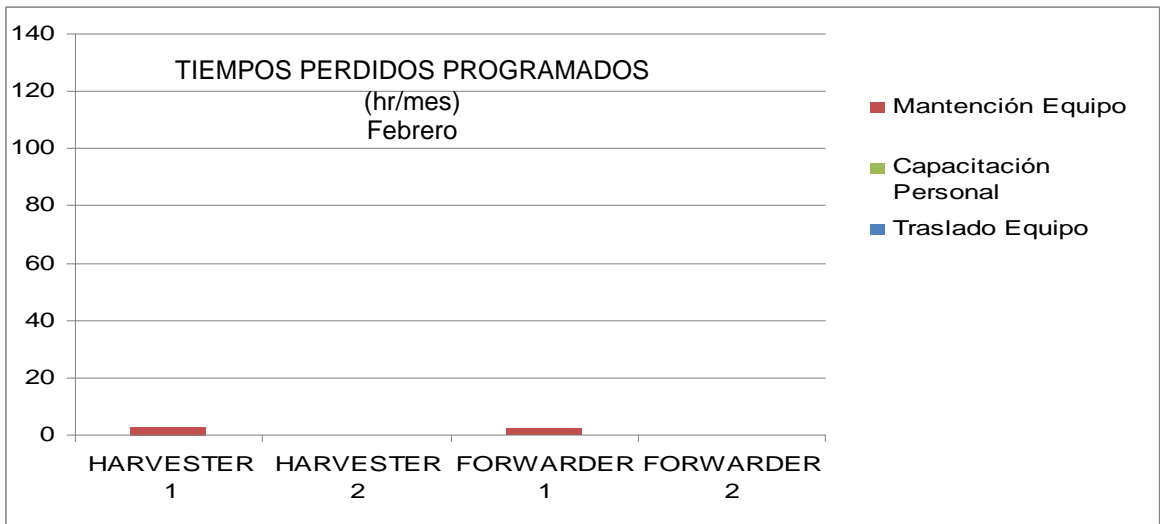 TIEMPOS PERDIDOS PROGRAMADOS
(hr/mes)
Febrero
140
120
100
80
60
40
20
0
HARVESTER
1
HARVESTER
2
FORWARDER
1
FORWARDER
2
Mantención Equipo
Capacitación
Personal
Traslado Equipo